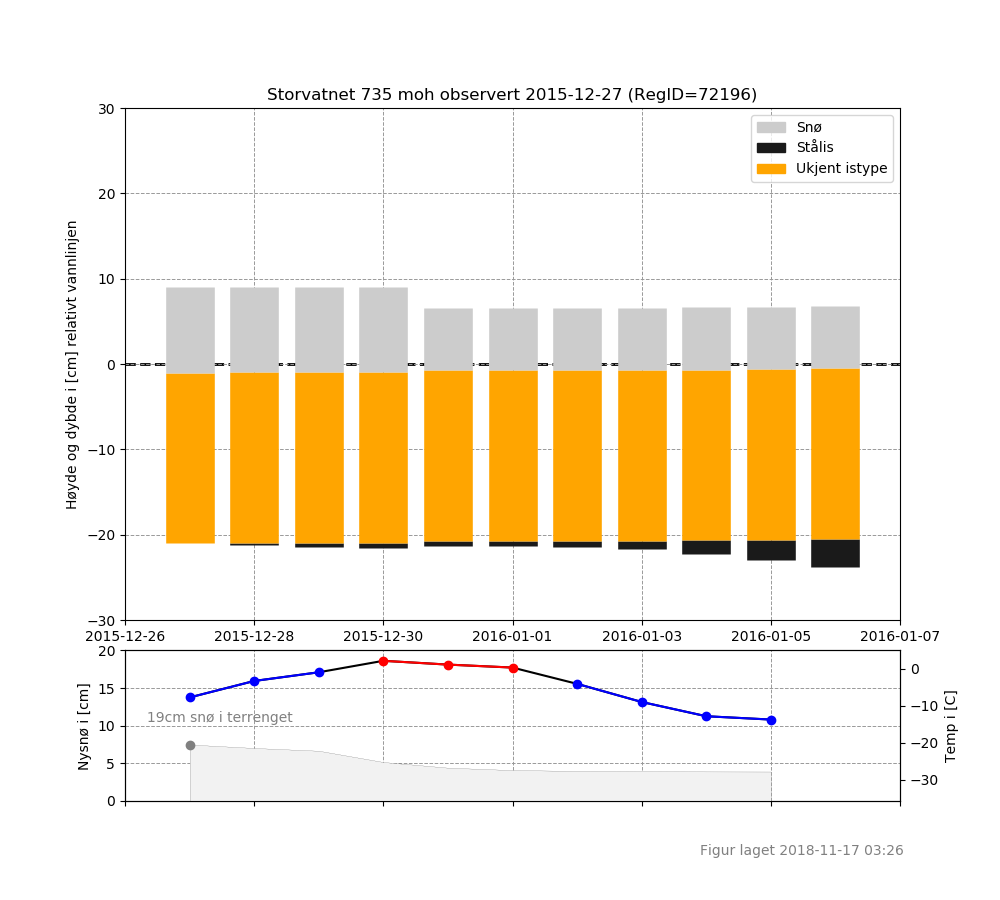 Storvatnet 735 moh observert 2015-12-27 (RegID=72196)
Snø
Stålis
Ukjent istype
Høyde og dybde i [cm] relativt vannlinjen
30
20
10
0
−10
−20
−30
2015-12-26 2015-12-28 2015-12-30 2016-01-01 2016-01-03 2016-01-05 2016-01-07
Nysnø i [cm]
20
15
10
5
0
19cm snø i terrenget
0
−10
−20
−30
Temp i [C]
Figur laget 2018-11-17 03:26